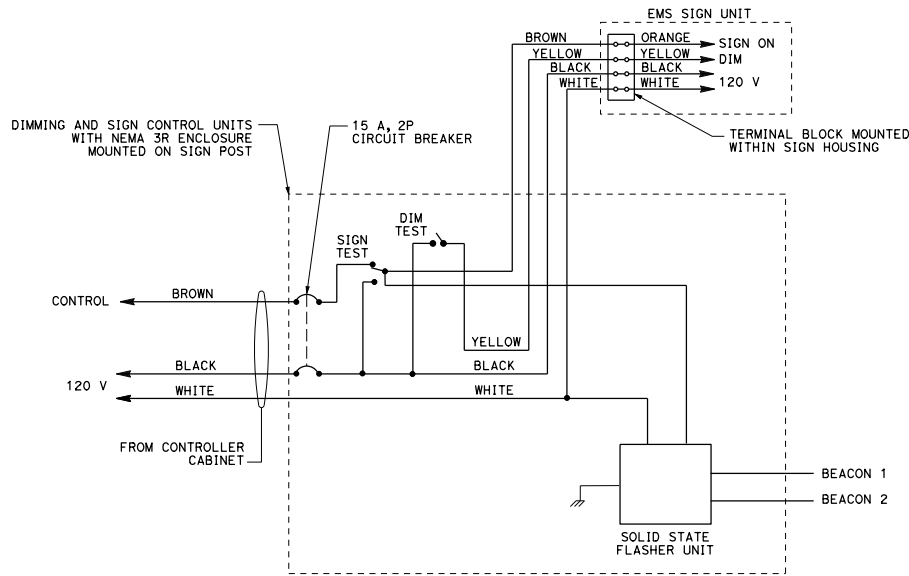 EMS SIGN UNIT
BROWN
ORANGE
SIGN ON
YELLOW
YELLOW
DIM
BLACK
BLACK
120 V
WHITE
WHITE
DIMMING AND SIGN CONTROL UNITS
WITH NEMA 3R ENCLOSURE
MOUNTED ON SIGN POST
15 A, 2P
CIRCUIT BREAKER
TERMINAL BLOCK MOUNTED
WITHIN SIGN HOUSING
DIM
TEST
SIGN
TEST
CONTROL
BROWN
YELLOW
BLACK
BLACK
120 V
WHITE
WHITE
FROM CONTROLLER
CABINET
BEACON 1
BEACON 2
SOLID STATE
FLASHER UNIT